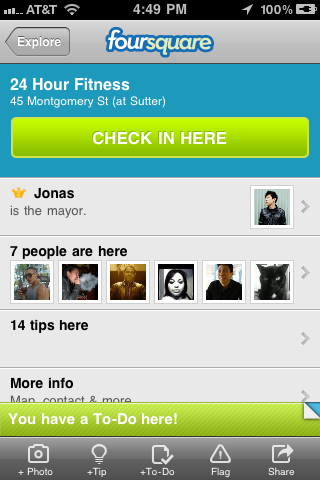 AT&T 4:49 PM 100%
Explore
foursquare
24 Hour Fitness
45 Montgomery St (at Sutter)
CHECK IN HERE
Jonas
is the mayor.
7 people are here
14 tips here
More info
Map, contact & more
You have a To-Do here!
+ Photo
+Tip
+To-Do
Flag
Share